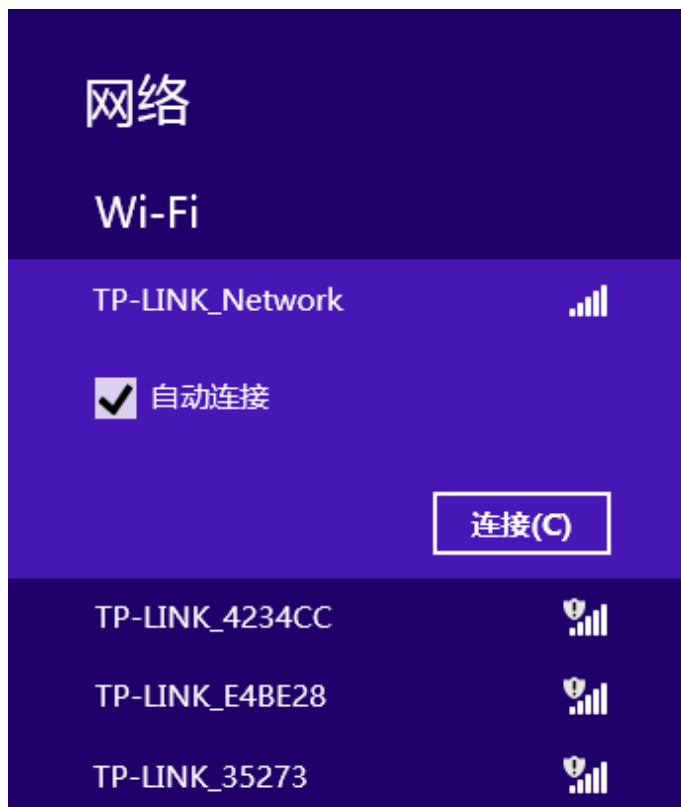 网络
Wi-Fi
TP-LINK_Network
自动连接
连接(C)
TP-LINK_4234CC
TP-LINK_E4BE28
TP-LINK_35273